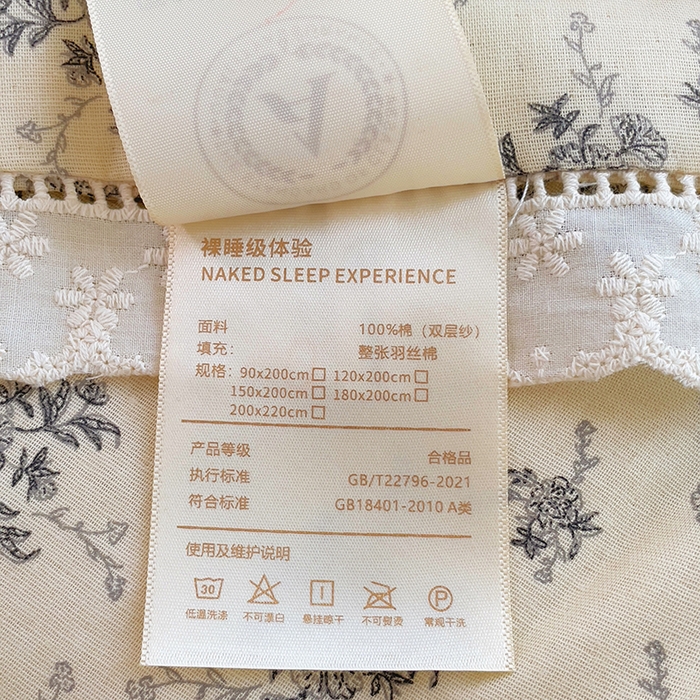 V
裸睡级体验
NAKED SLEEP EXPERIENCE
面料 100%棉（双层纱）
填充： 整张羽丝棉
规格：90x200cm□ 120x200cm□
150x200cm□ 180x200cm□
200x220cm□
产品等级 合格品
执行标准 GB/T22796-2021
符合标准 GB18401-2010 A类
使用及维护说明
30 P
低温洗涤 不可漂白 悬挂晾干 不可熨烫 常规干洗